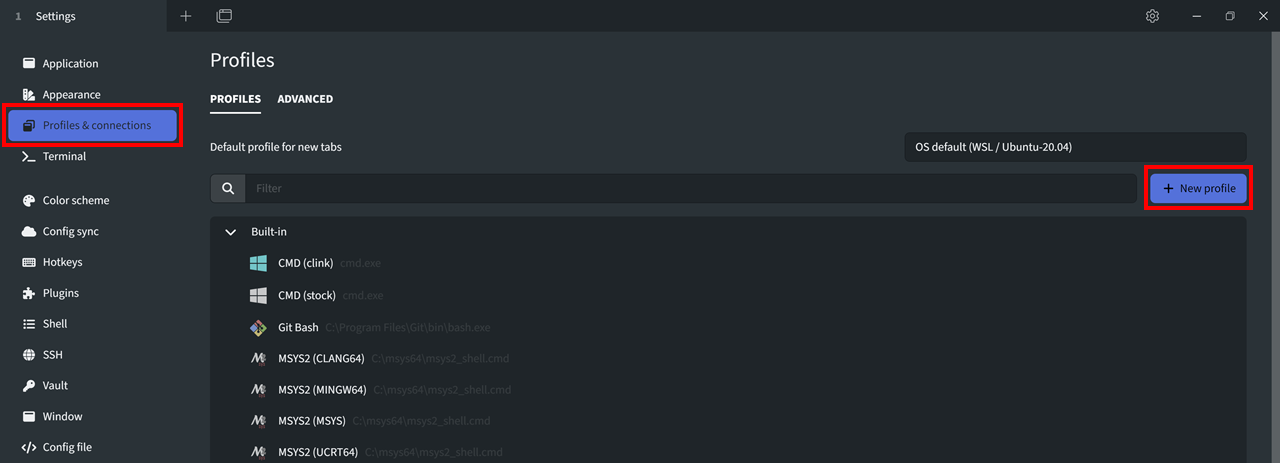 1 Settings
Application
Appearance
Profiles & connections
Terminal
Color scheme
Config sync
Hotkeys
Plugins
Shell
SSH
Vault
Window
Config file
Profiles
PROFILES ADVANCED
Default profile for new tabs OS default (WSL / Ubuntu-20.04)
Filter New profile
Built-in
CMD (clink) cmd.exe
CMD (stock) cmd.exe
Git Bash C:\Program Files\Git\bin\bash.exe
MSYS2 (CLANG64) C:\msys64\msys2_shell.cmd
MSYS2 (MINGW64) C:\msys64\msys2_shell.cmd
MSYS2 (MSYS) C:\msys64\msys2_shell.cmd
MSYS2 (UCRT64) C:\msys64\msys2_shell.cmd